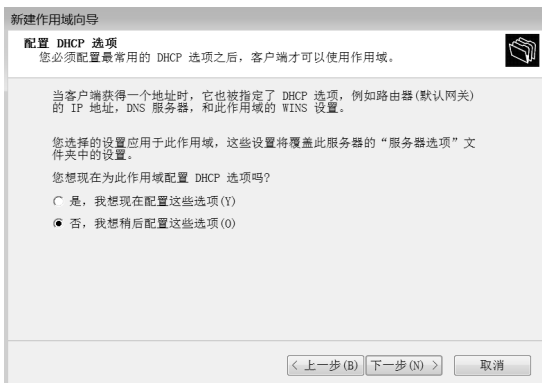 新建作用域向导
配置 DHCP 选项
您必须配置最常用的 DHCP 选项之后，客户端才可以使用作用域。
当客户端获得一个地址时，它也被指定了 DHCP 选项，例如路由器(默认网关)
的 IP 地址，DNS 服务器，和此作用域的 WINS 设置。
您选择的设置应用于此作用域，这些设置将覆盖此服务器的“服务器选项”文
件夹中的设置。
您想现在为此作用域配置 DHCP 选项吗?
是，我想现在配置这些选项(Y)
否，我想稍后配置这些选项(O)
< 上一步(B) 下一步(N) > 取消